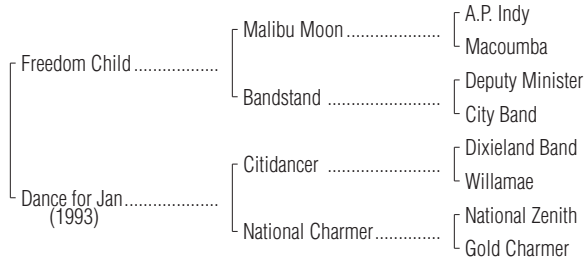 A.P. Indy
Malibu Moon ....................
Macoumba
Freedom Child ..................
Deputy Minister
Bandstand ........................
City Band
Dixieland Band
Citidancer ........................
Willamae
Dance for Jan....................
(1993)
National Zenith
National Charmer..............
Gold Charmer